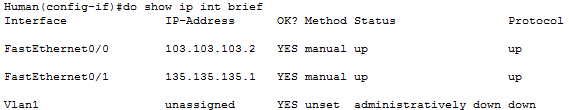 Human(config-if)#do show ip int brief
Interface IP-Address OK? Method Status Protocol
FastEthernet0/0 103.103.103.2 YES manual up up
FastEthernet0/1 135.135.135.1 YES manual up up
Vlan1 unassigned YES unset administratively down down